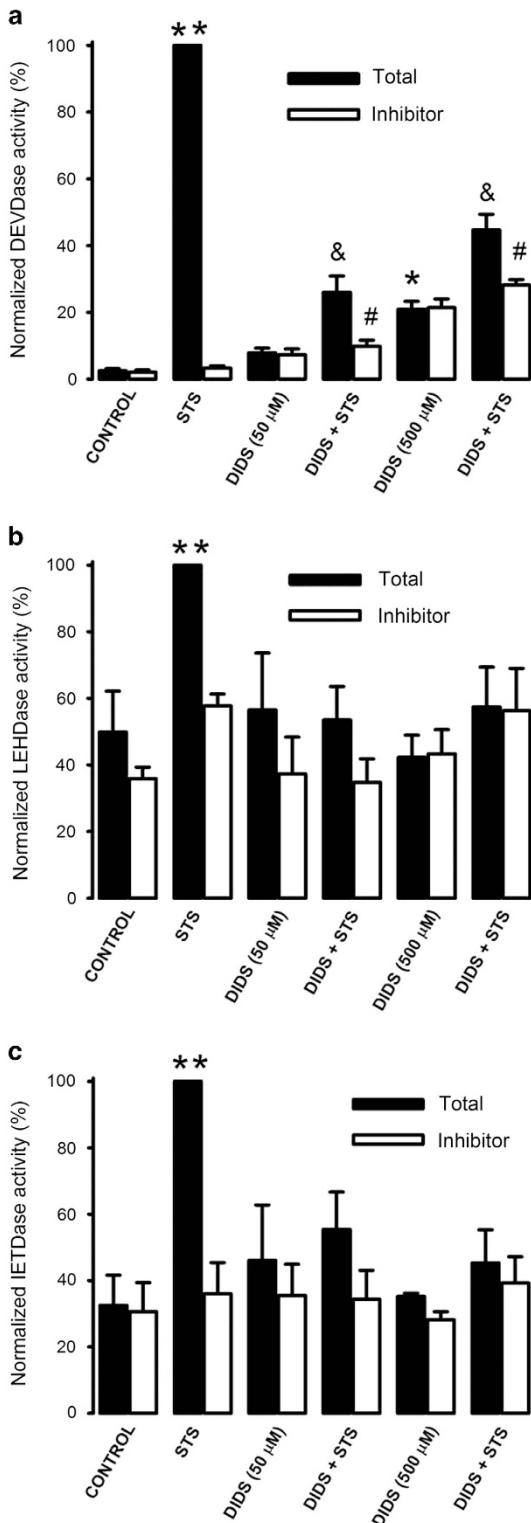 a
Normalized DEVDase activity (%)
100
80
60
40
20
0
**
&
#
*
&
#
Total
Inhibitor
CONTROL
STS
DIDS (50 µM)
DIDS + STS
DIDS (500 µM)
DIDS + STS
b
Normalized LEHDase activity (%)
100
80
60
40
20
0
**
Total
Inhibitor
CONTROL
STS
DIDS (50 µM)
DIDS + STS
DIDS (500 µM)
DIDS + STS
c
Normalized IETDase activity (%)
100
80
60
40
20
0
**
Total
Inhibitor
CONTROL
STS
DIDS (50 µM)
DIDS + STS
DIDS (500 µM)
DIDS + STS